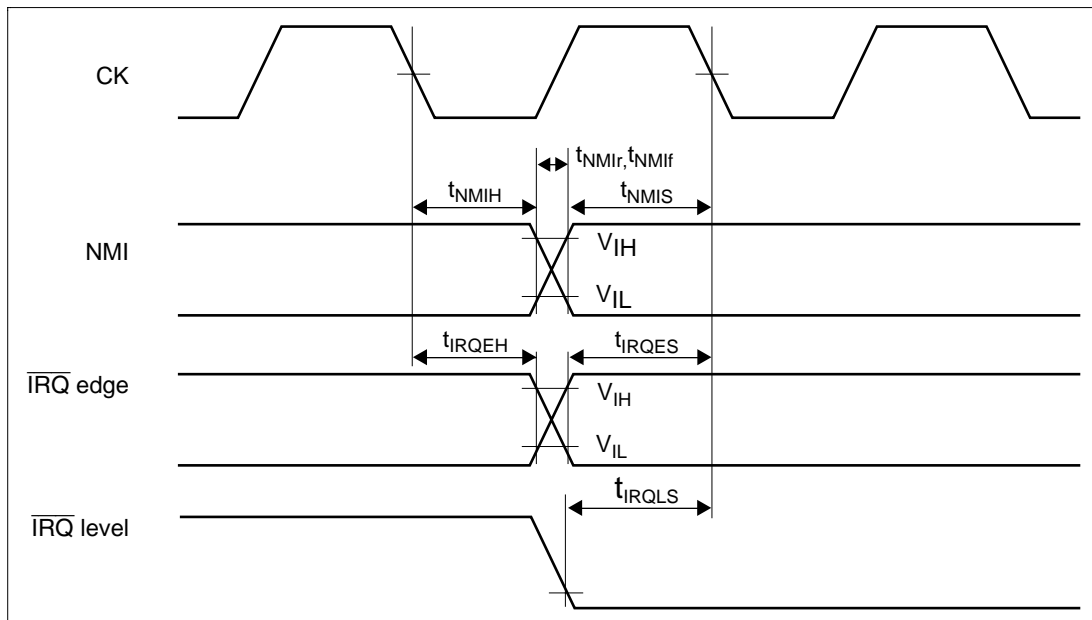 CK
tNMIr,tNMIf
tNMIH
tNMIS
NMI
VIH
VIL
tIRQEH
tIRQES
IRQ edge
VIH
VIL
tIRQLS
IRQ level